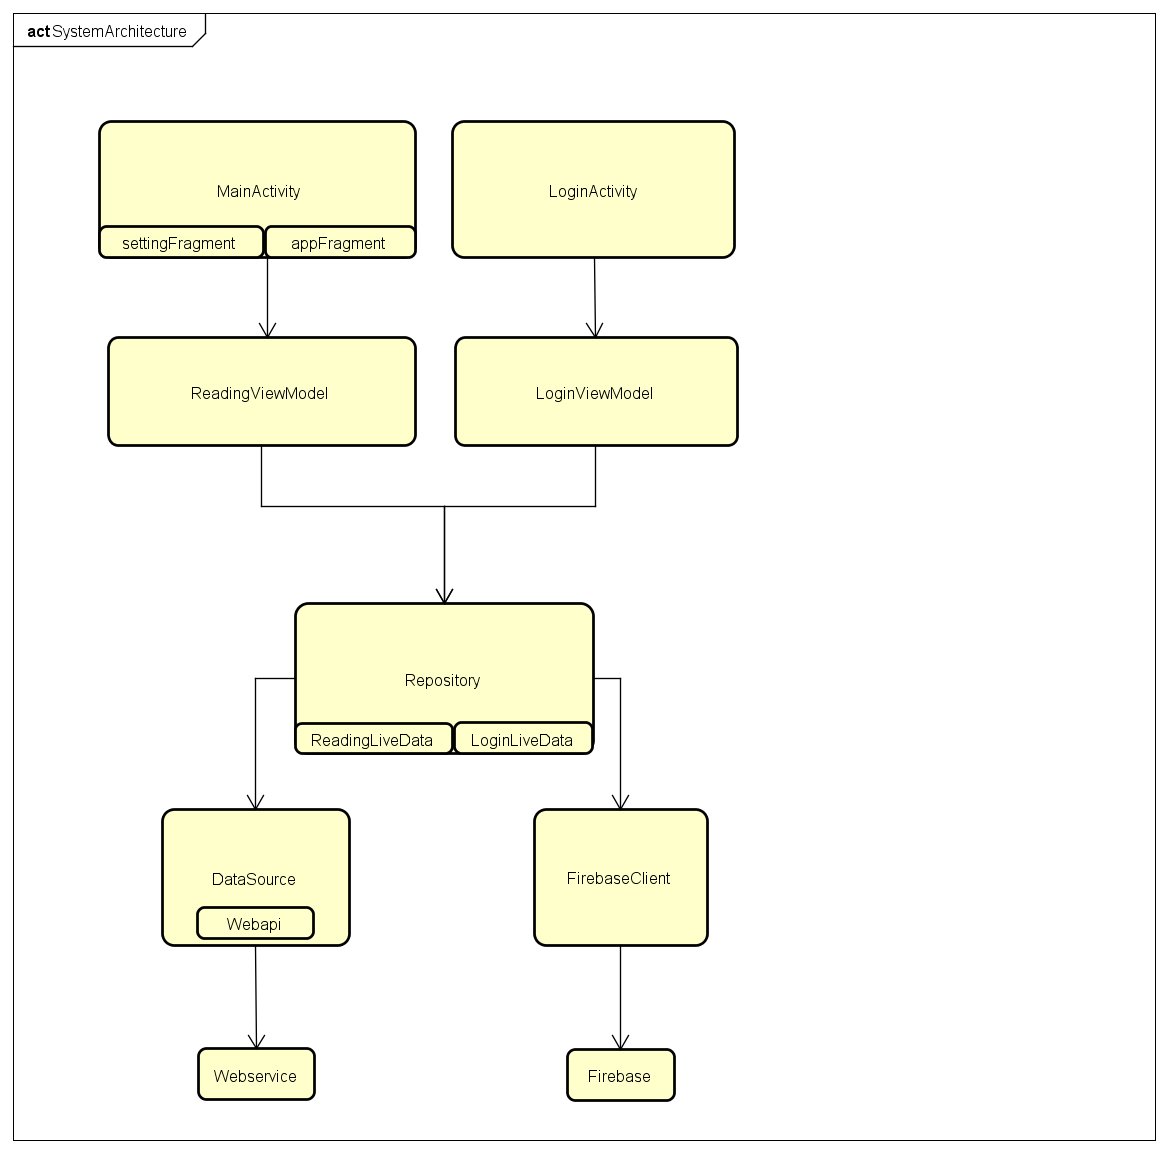 act SystemArchitecture
MainActivity
LoginActivity
settingFragment
appFragment
ReadingViewModel
LoginViewModel
Repository
ReadingLiveData
LoginLiveData
DataSource
FirebaseClient
Webapi
Webservice
Firebase